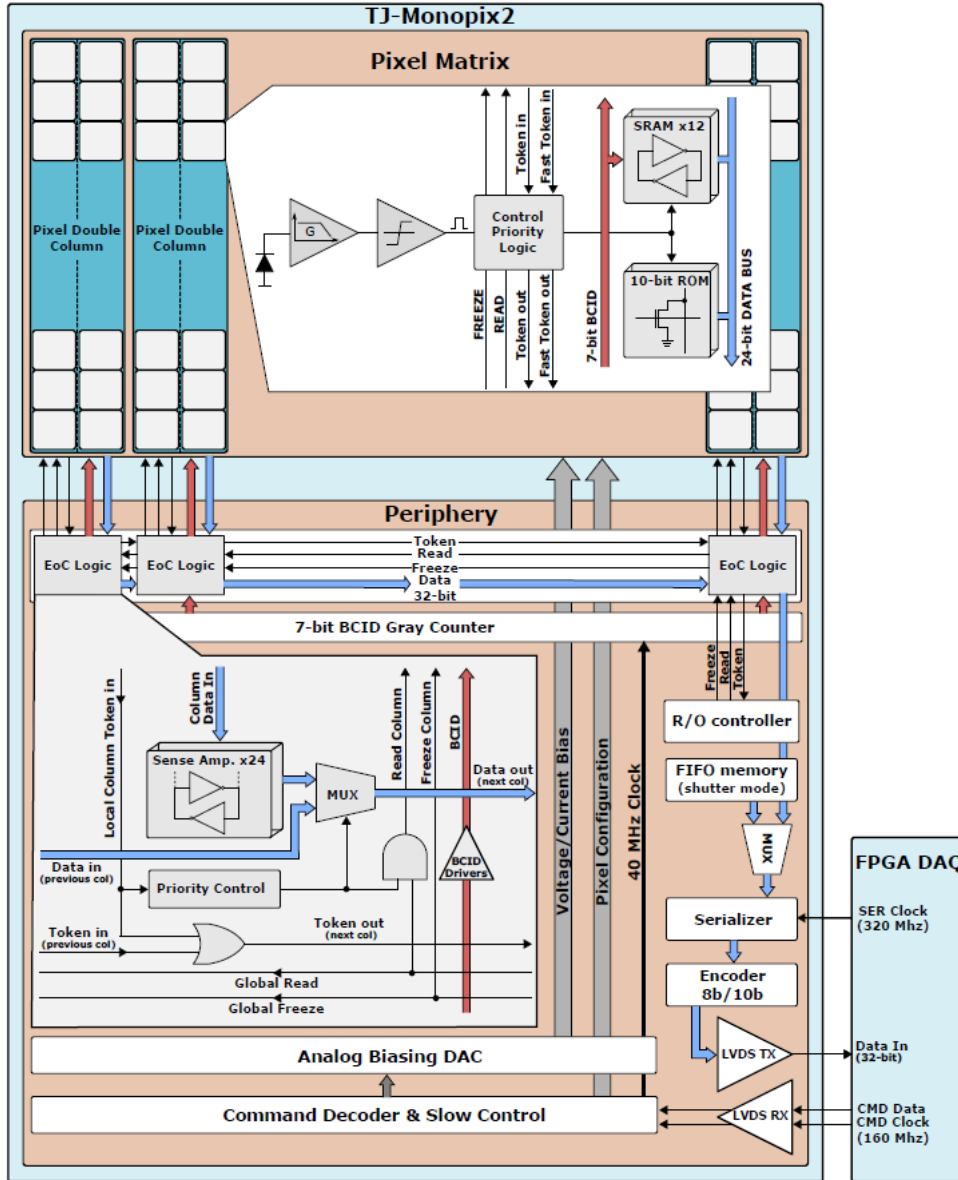 TJ-Monopix2
Pixel Matrix
Pixel Double
Column
Pixel Double
Column
G
FREEZE
READ
Token in
Fast Token in
Control
Priority
Logic
Token out
Fast Token out
7-bit BCID
SRAM x12
10-bit ROM
24-bit DATA BUS
Periphery
EoC Logic
EoC Logic
Token
Read
Freeze
Data
32-bit
EoC Logic
7-bit BCID Gray Counter
Local Column Token in
Column
Data In
Sense Amp. x24
MUX
Read Column
Freeze Column
BCID
Data out
(next col)
Data in
(previous col)
Priority Control
BCID
Drivers
Token in
(previous col)
Token out
(next col)
Global Read
Global Freeze
Voltage/Current Bias
Pixel Configuration
40 MHz Clock
Freeze
Read
Token
R/O controller
FIFO memory
(shutter mode)
MUX
Serializer
Encoder
8b/10b
LVDS TX
LVDS RX
Analog Biasing DAC
Command Decoder & Slow Control
FPGA DAQ
SER Clock
(320 Mhz)
Data In
(32-bit)
CMD Data
CMD Clock
(160 Mhz)